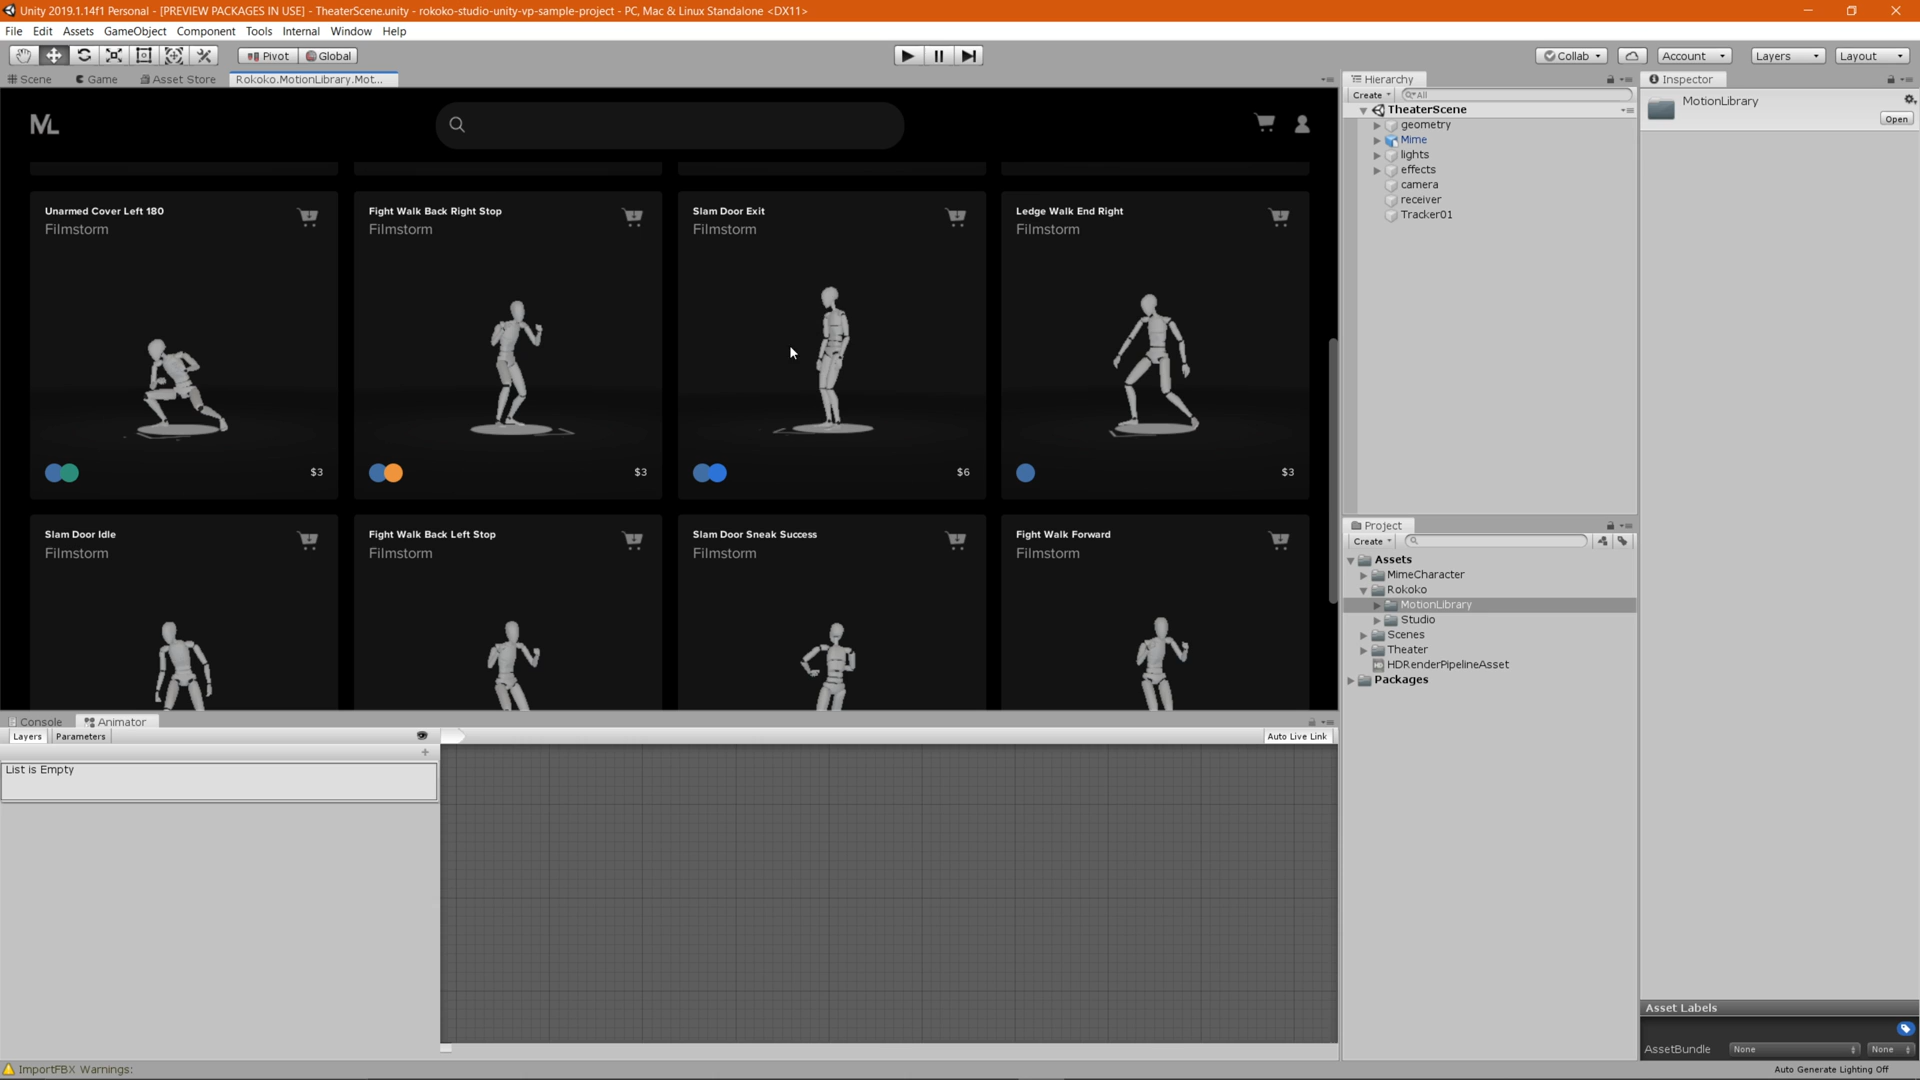 Unity 2019.1.14f1 Personal - [PREVIEW PACKAGES IN USE] - TheaterScene.unity - rokoko-studio-unity-vp-sample-project - PC, Mac & Linux Standalone <DX11>
File Edit Assets GameObject Component Tools Internal Window Help
Pivot Global Collab Account Layers Layout
Scene Game Asset Store Rokoko.MotionLibrary.Mot...
ML
Unarmed Cover Left 180
Filmstorm
$3
Fight Walk Back Right Stop
Filmstorm
$3
Slam Door Exit
Filmstorm
$6
Ledge Walk End Right
Filmstorm
$3
Slam Door Idle
Filmstorm
Fight Walk Back Left Stop
Filmstorm
Slam Door Sneak Success
Filmstorm
Fight Walk Forward
Filmstorm
Console Animator
Layers Parameters Auto Live Link
List is Empty
Hierarchy
Create All
TheaterScene
geometry
Mime
lights
effects
camera
receiver
Tracker01
Project
Create
Assets
MimeCharacter
Rokoko
MotionLibrary
Studio
Scenes
Theater
HDRenderPipelineAsset
Packages
Inspector
MotionLibrary
Open
Asset Labels
AssetBundle None None
ImportFBX Warnings:
Auto Generate Lighting Off